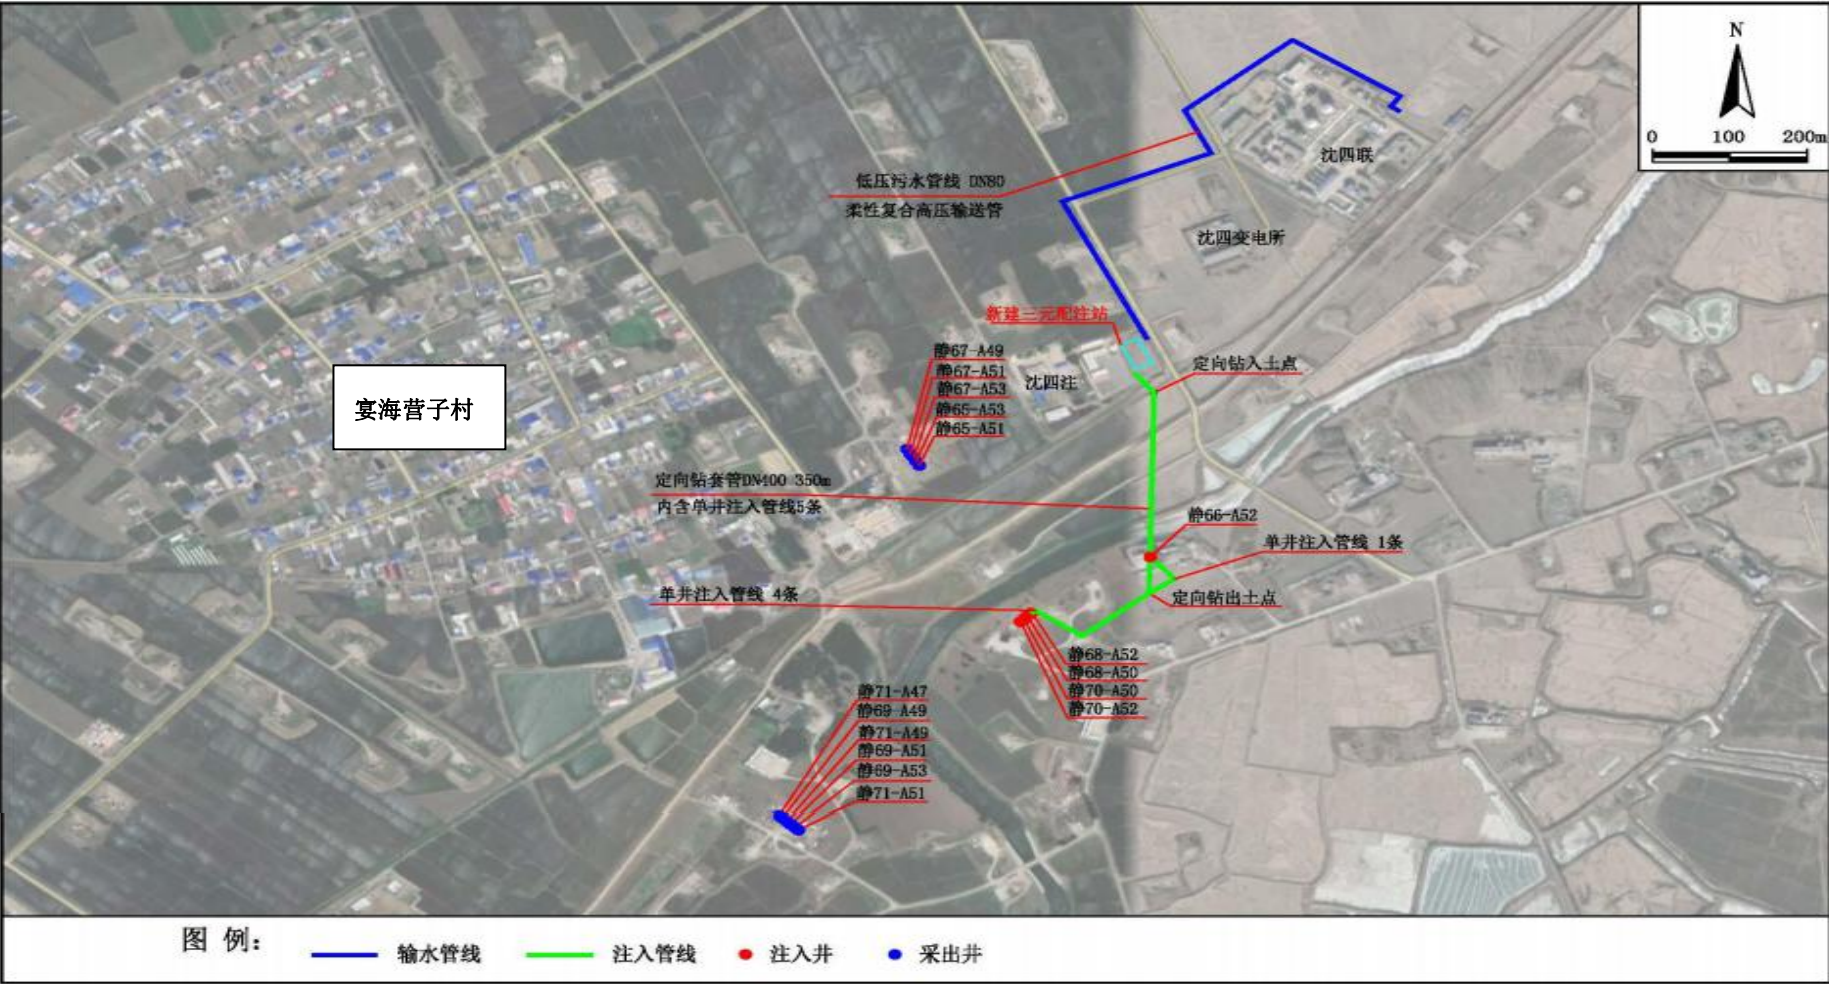 N
0 100 200m
沈四联
低压污水管线 DN80
柔性复合高压输送管
沈四变电所
新建三元配注站
静67-A49
静67-A51
静67-A53
静65-A53
静65-A51
沈四注
定向钻入土点
宴海营子村
定向钻套管DN400 350m
内含单井注入管线5条
静66-A52
单井注入管线 1条
单井注入管线 4条
定向钻出土点
静68-A52
静68-A50
静70-A50
静70-A52
静71-A47
静69-A49
静71-A49
静69-A51
静69-A53
静71-A51
图 例：
输水管线
注入管线
注入井
采出井